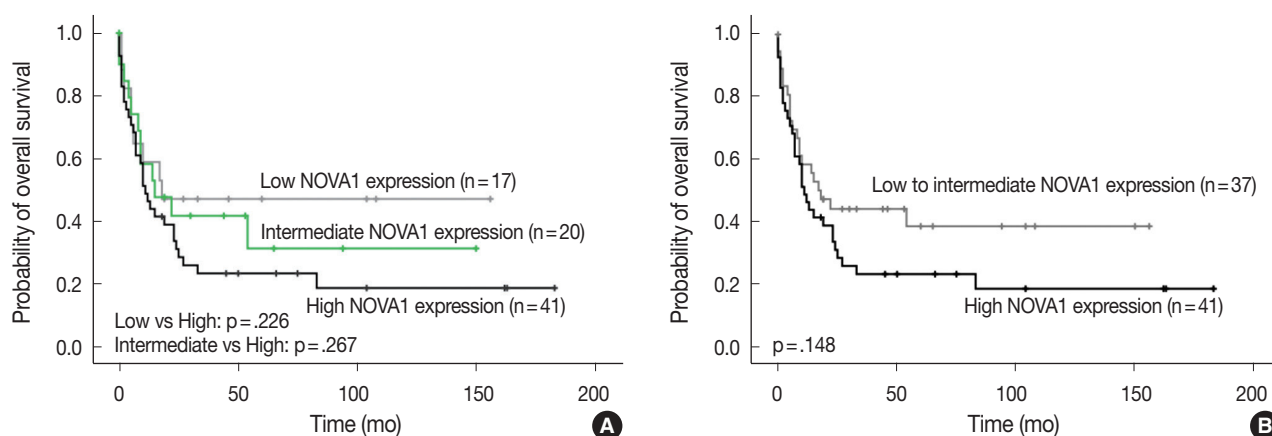 Probability of overall survival
1.0
0.8
0.6
0.4
0.2
0.0
Low NOVA1 expression (n=17)
Intermediate NOVA1 expression (n=20)
High NOVA1 expression (n=41)
Low vs High: p=.226
Intermediate vs High: p=.267
0 50 100 150 200
Time (mo)
A
Probability of overall survival
1.0
0.8
0.6
0.4
0.2
0.0
Low to intermediate NOVA1 expression (n=37)
High NOVA1 expression (n=41)
p=.148
0 50 100 150 200
Time (mo)
B